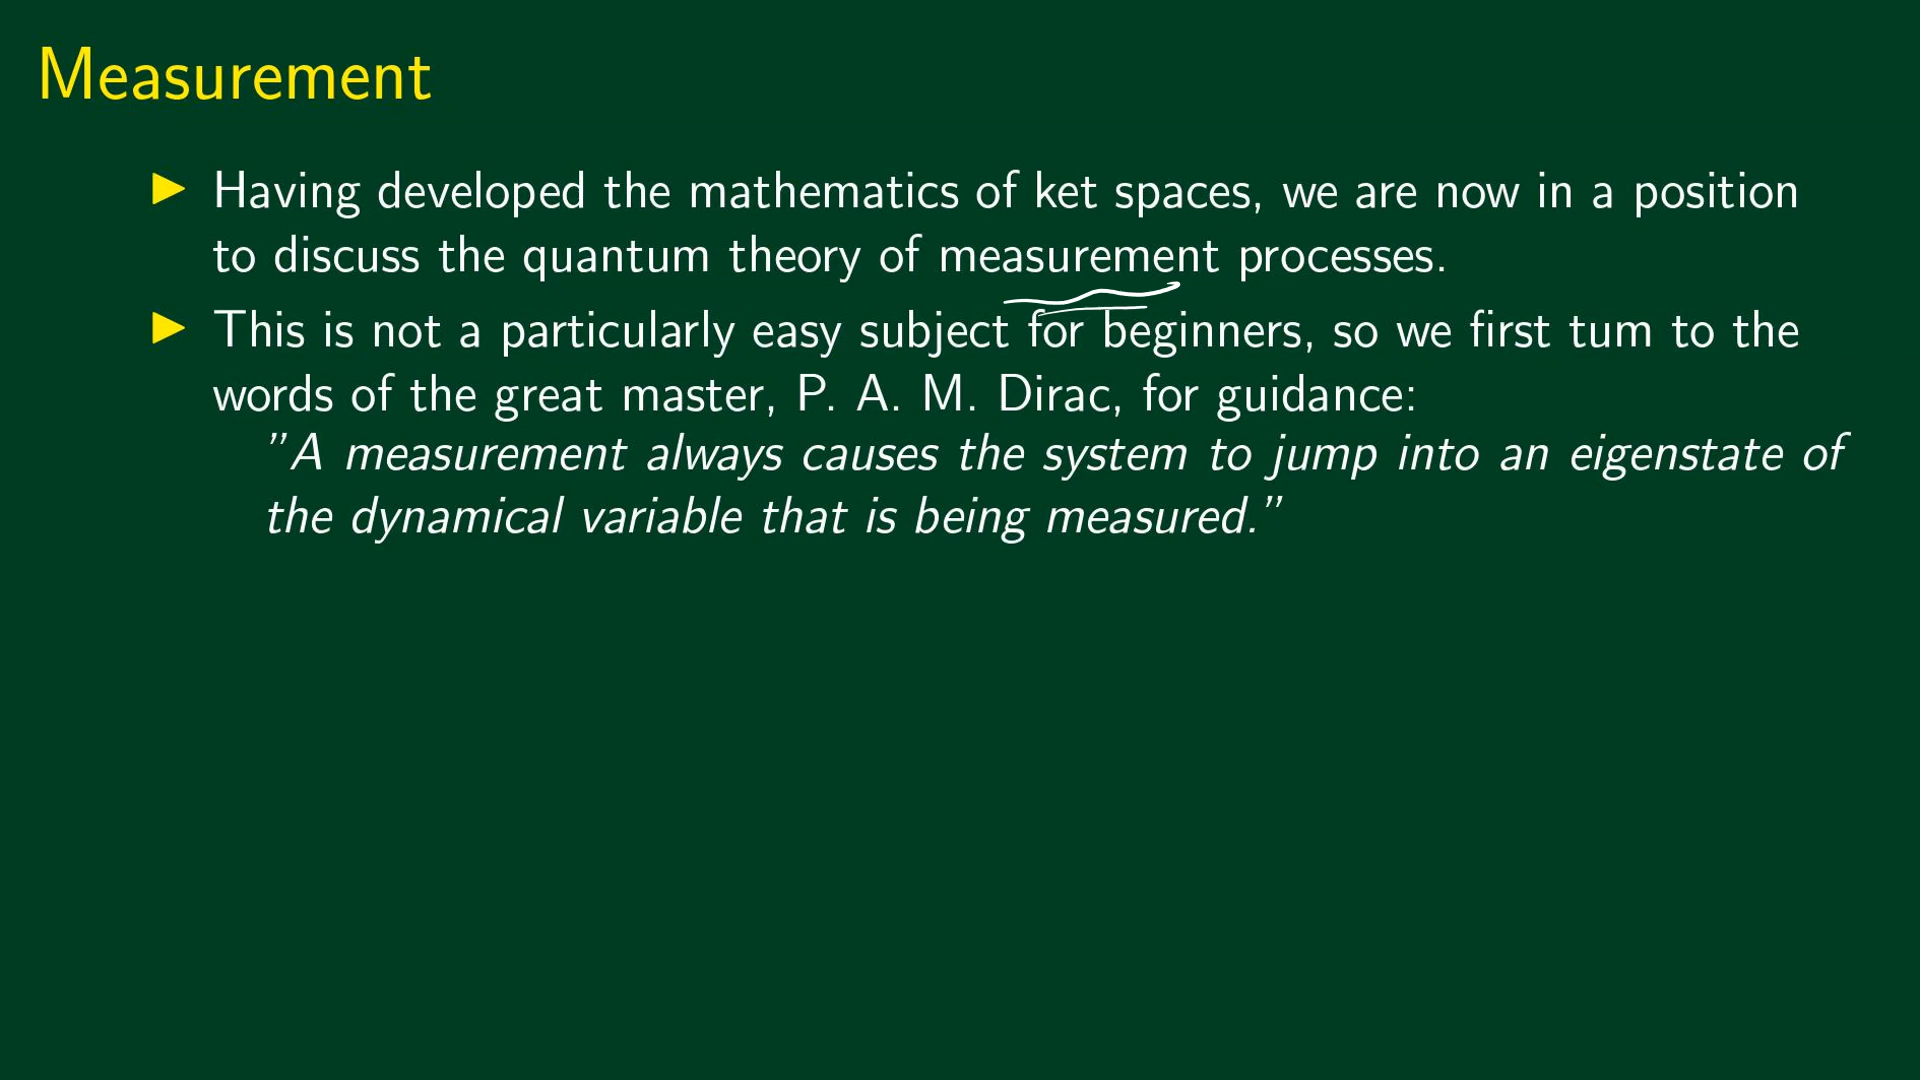 Measurement
Having developed the mathematics of ket spaces, we are now in a position
to discuss the quantum theory of measurement processes.
This is not a particularly easy subject for beginners, so we first tum to the
words of the great master, P. A. M. Dirac, for guidance:
"A measurement always causes the system to jump into an eigenstate of
the dynamical variable that is being measured."